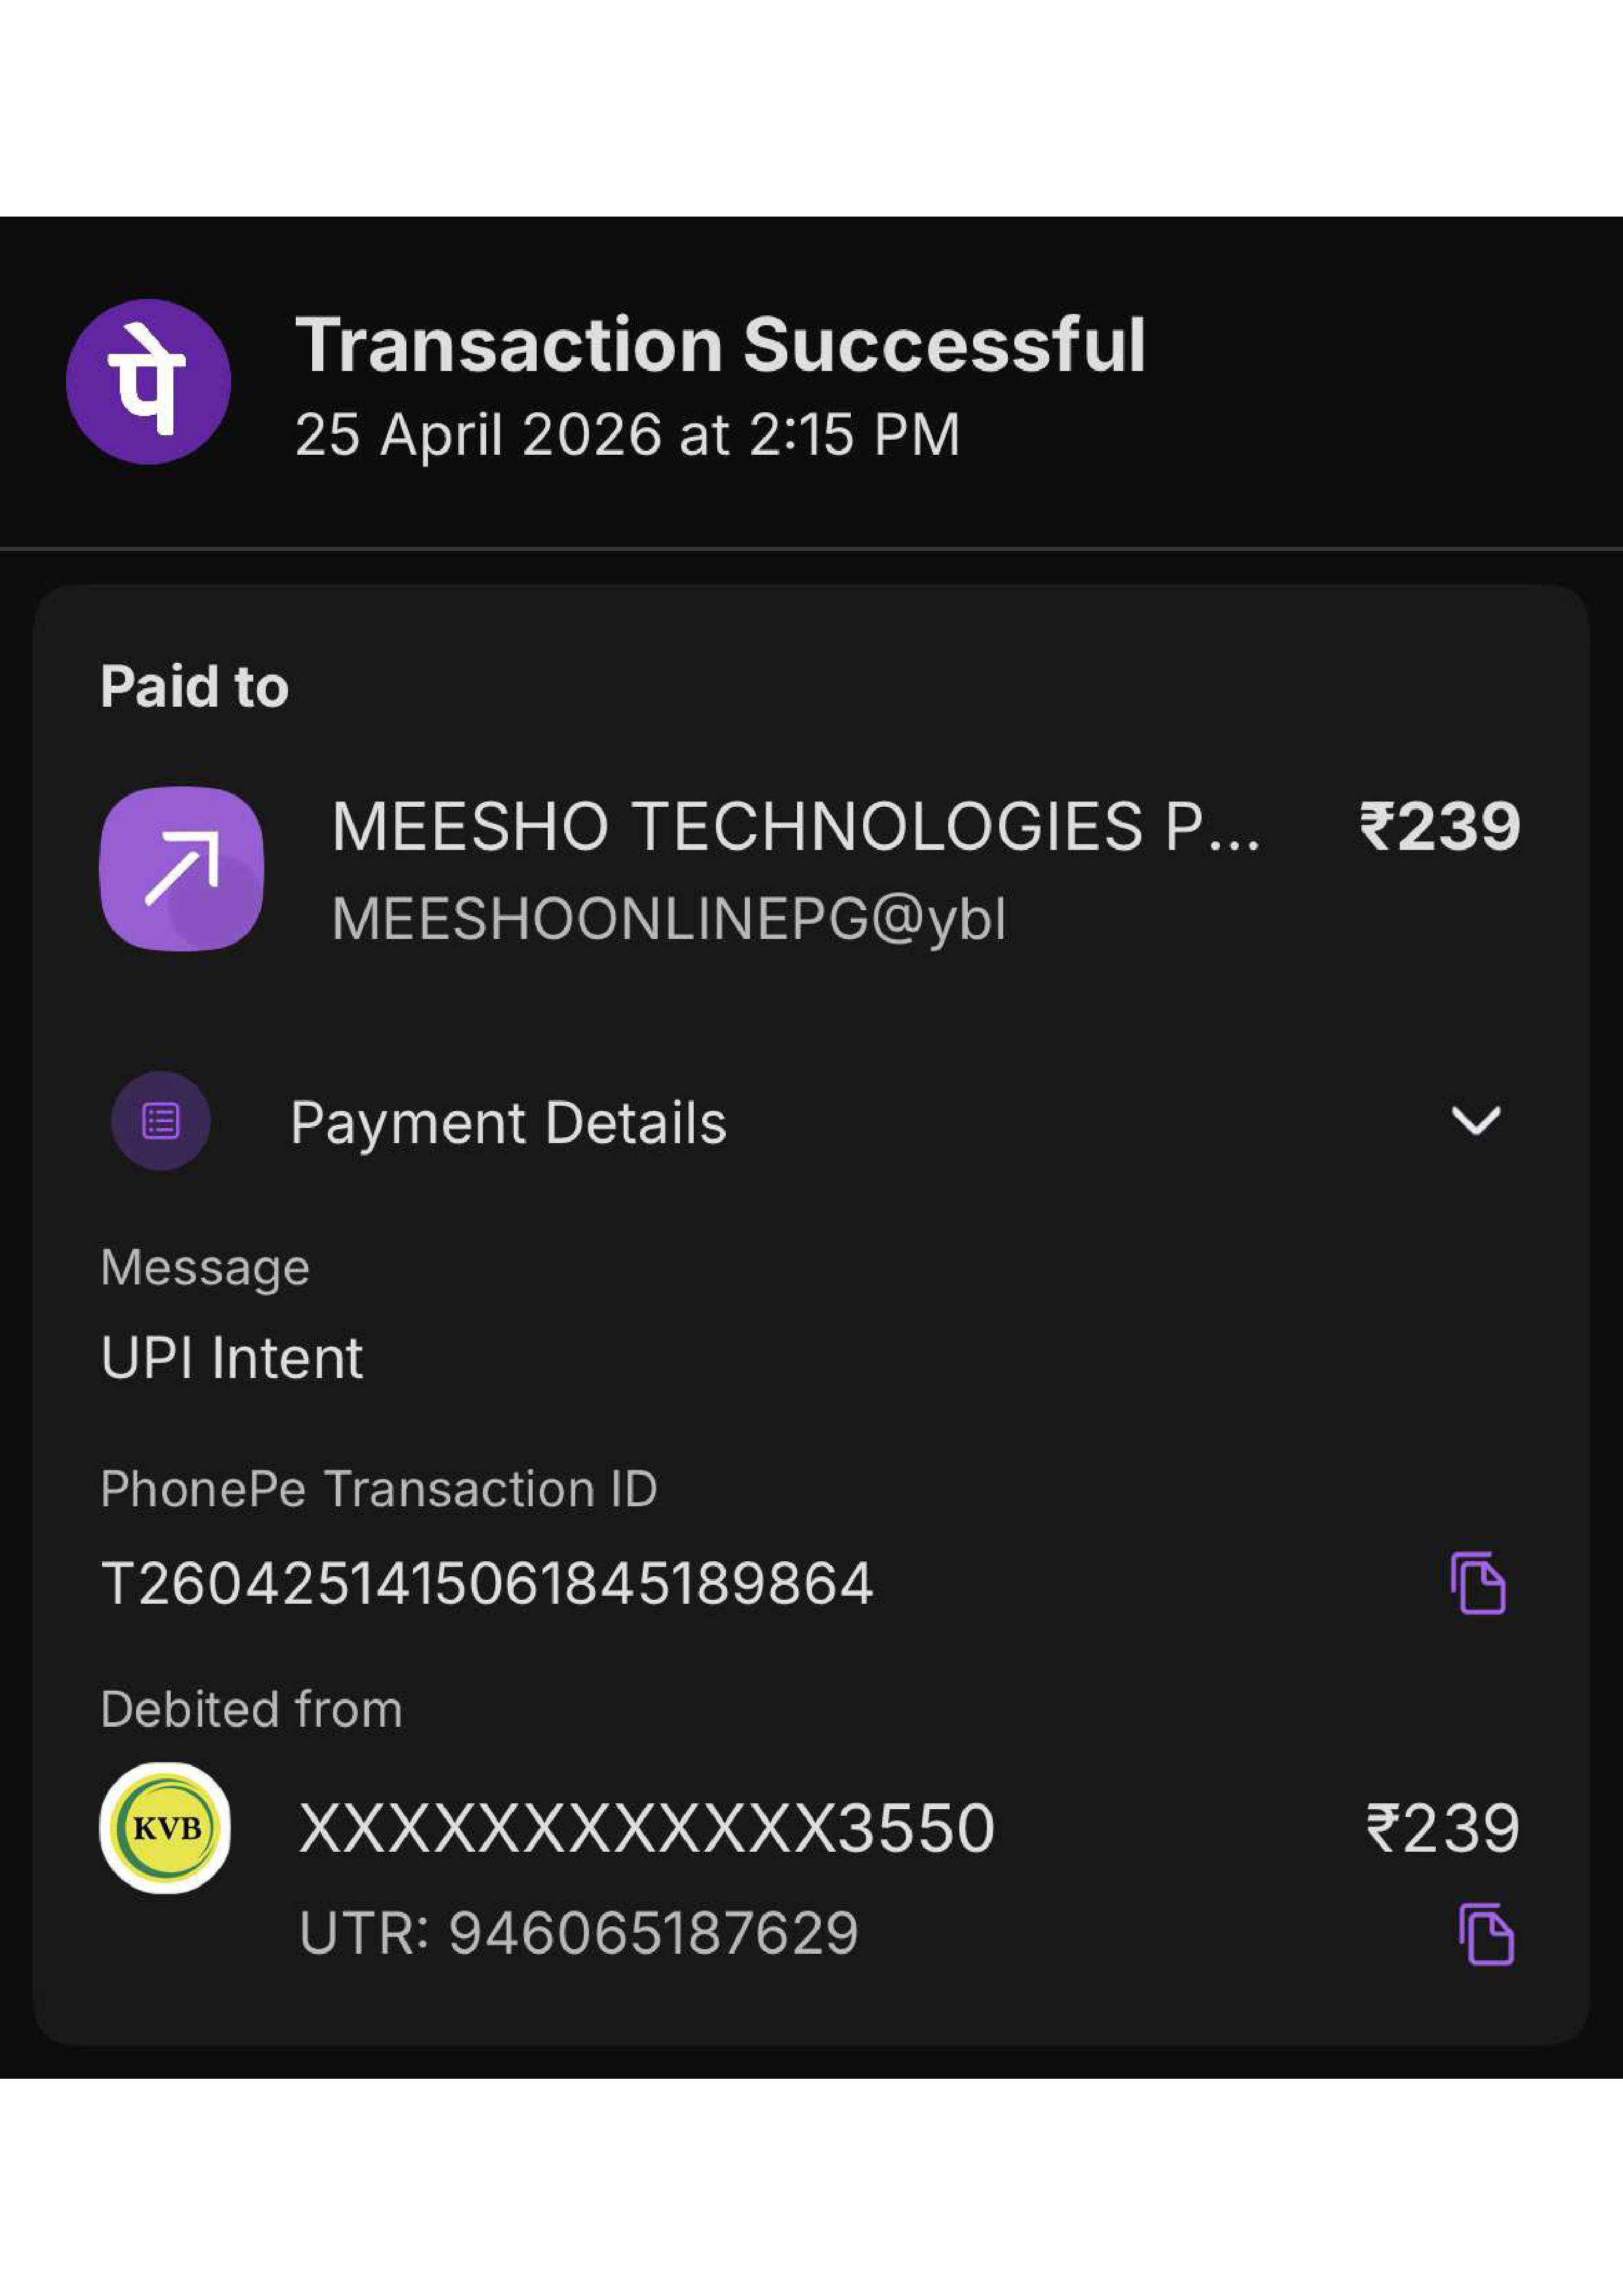 पे
Transaction Successful
25 April 2026 at 2:15 PM
Paid to
MEESHO TECHNOLOGIES P... ₹239
MEESHOONLINEPG@ybl
Payment Details
Message
UPI Intent
PhonePe Transaction ID
T2604251415061845189864
Debited from
KVB XXXXXXXXXXXX3550 ₹239
UTR: 946065187629